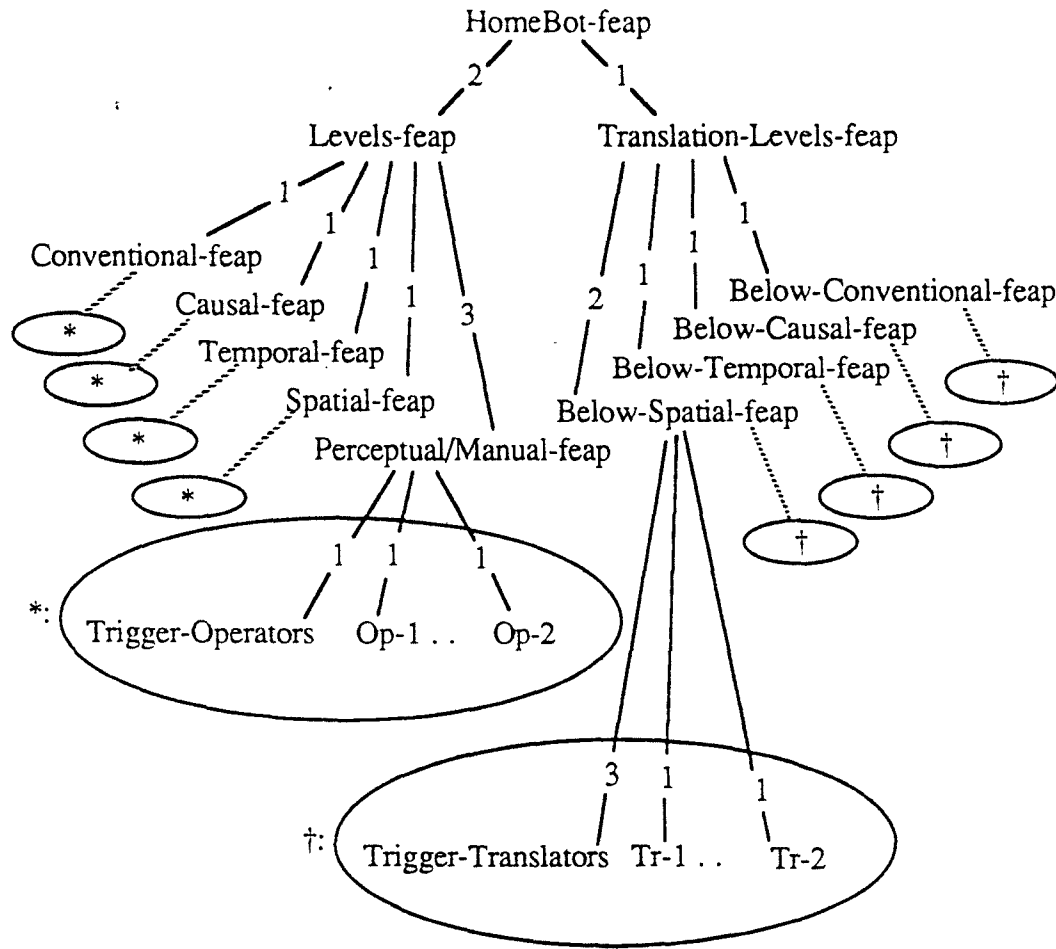 HomeBot-feap
2 1
Levels-feap Translation-Levels-feap
1 1 1 1 3 2 1 1 1
Conventional-feap
Below-Conventional-feap
Causal-feap
Below-Causal-feap
Temporal-feap
Below-Temporal-feap
Spatial-feap
Below-Spatial-feap
Perceptual/Manual-feap
* * * *
† † † †
1 1 1
*: Trigger-Operators Op-1 . . Op-2
3 1 1
†: Trigger-Translators Tr-1 . . Tr-2